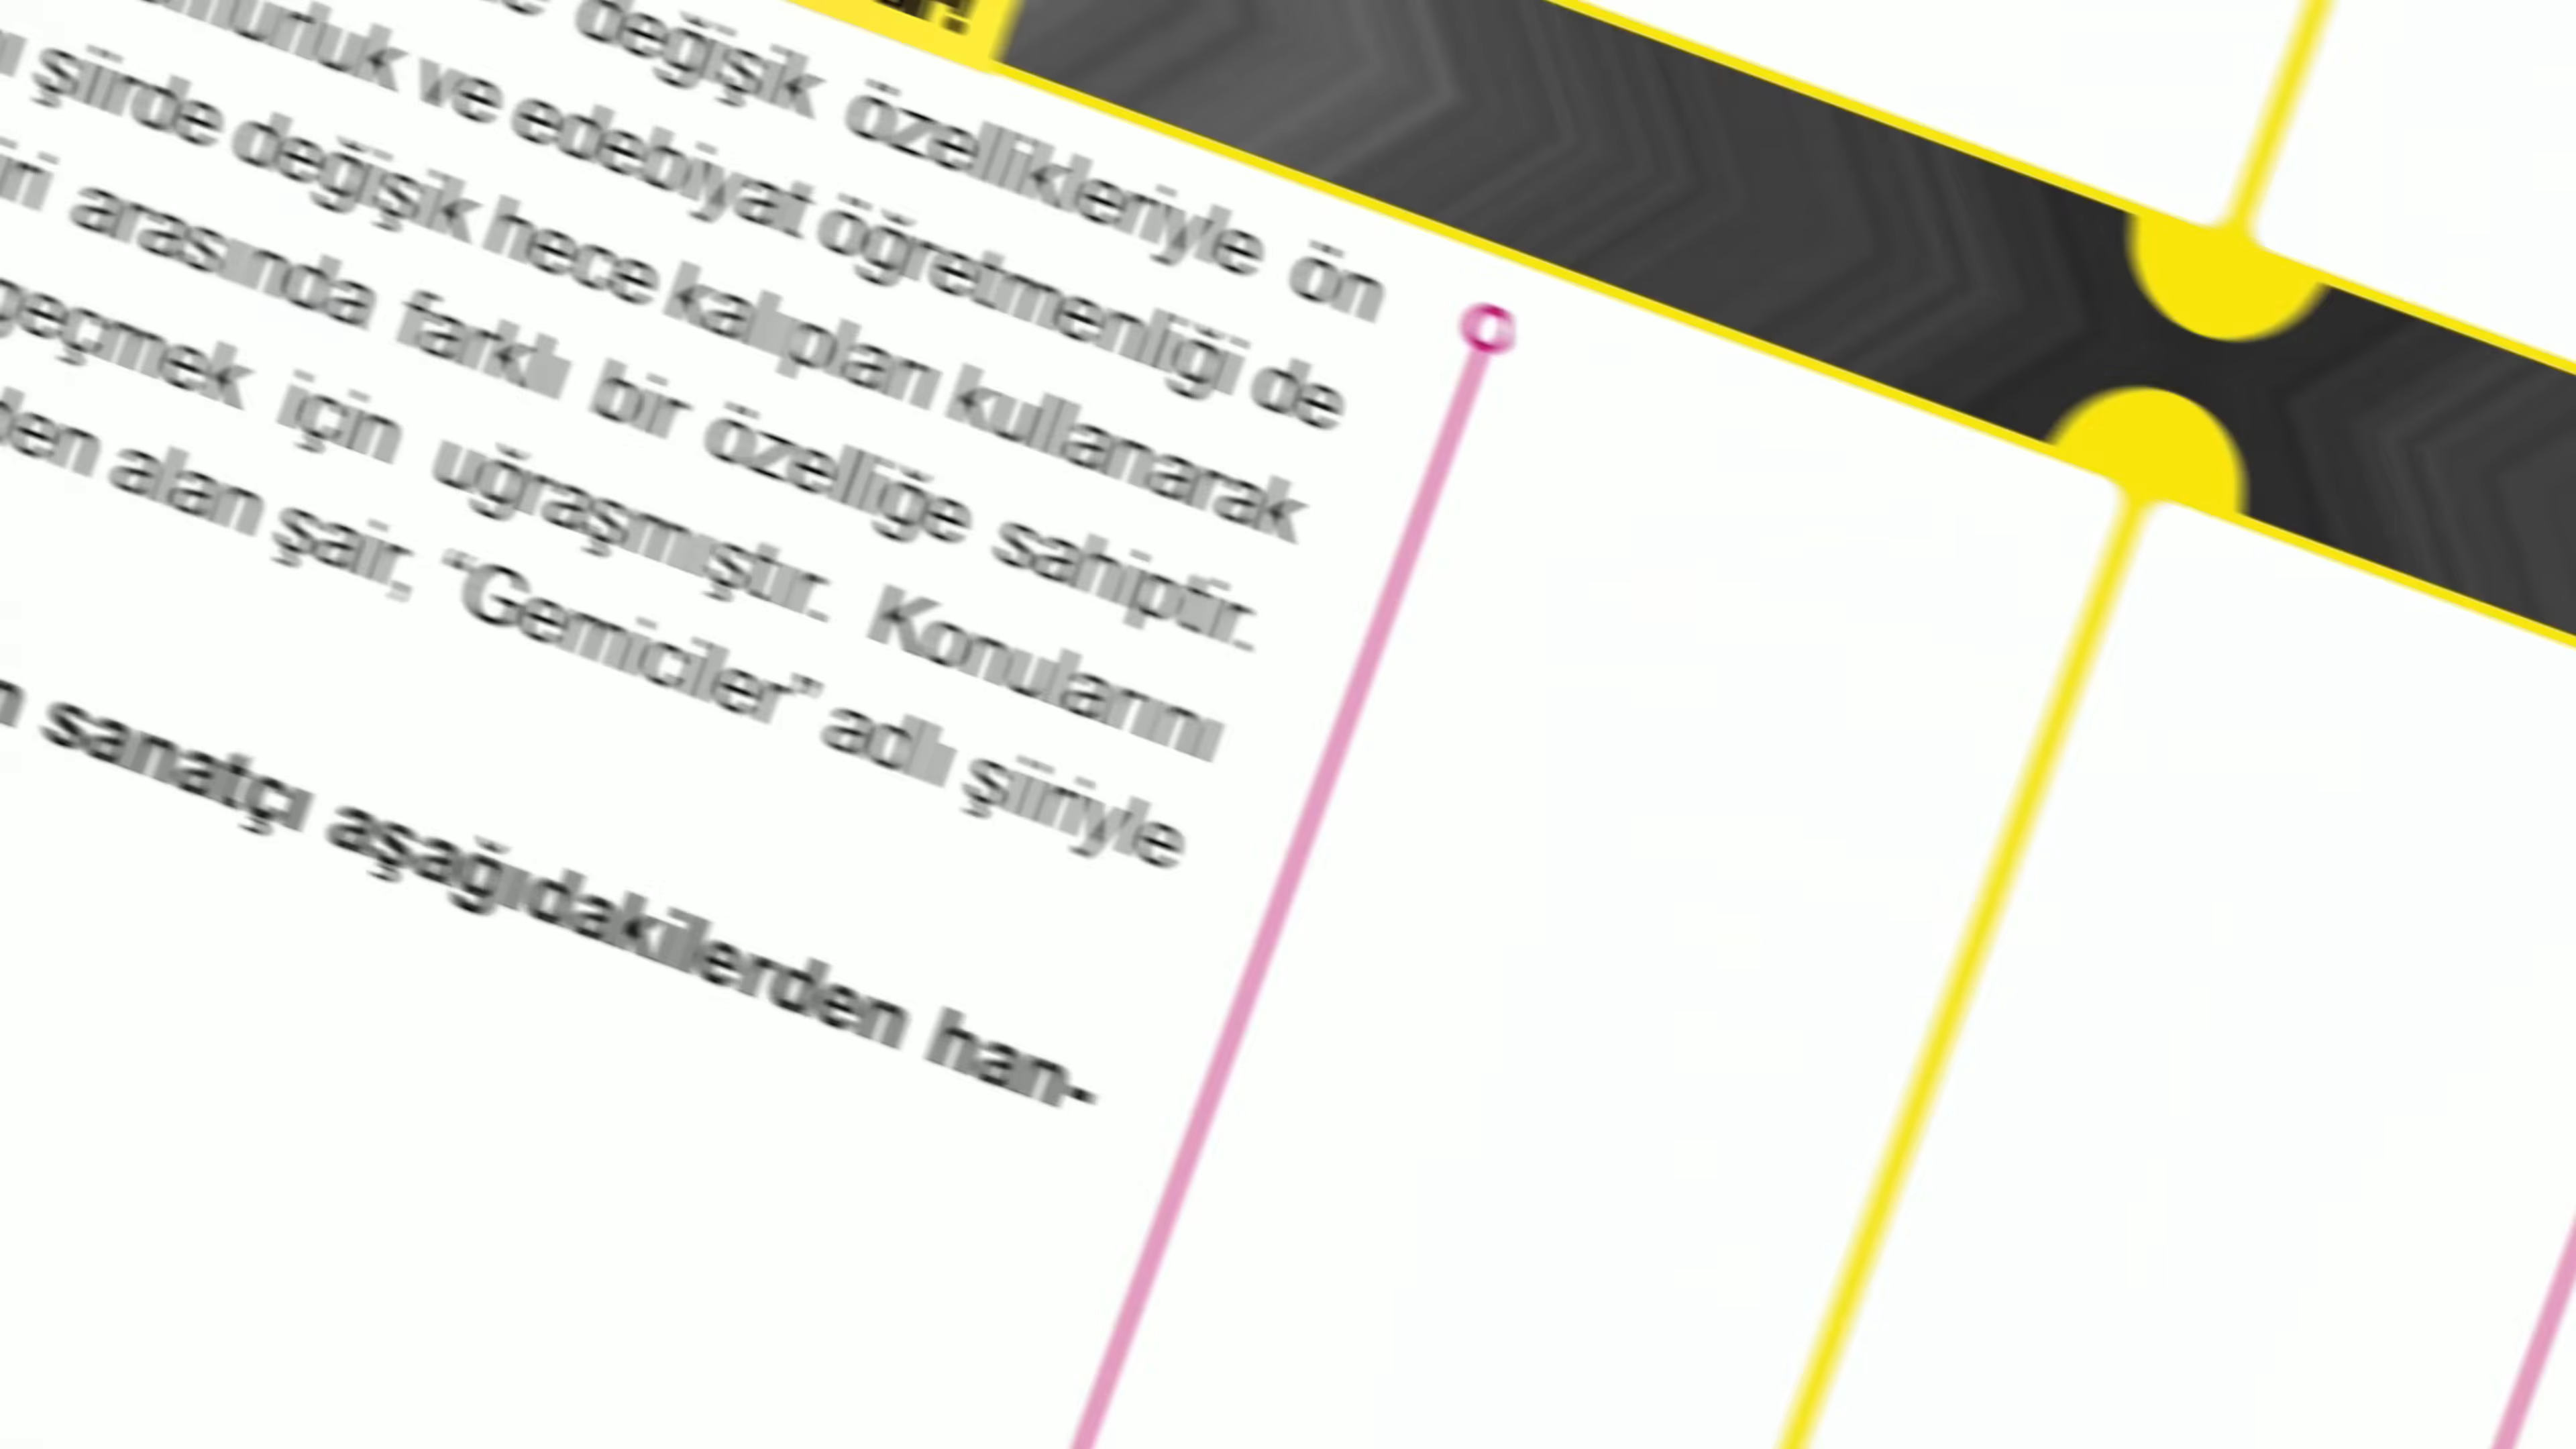 değişik özellikleriyle ön
ve edebiyat öğretmenliği de
şiirde değişik hece kalıpları kullanarak
arasında farklı bir özelliğe sahiptir.
geçmek için uğraşmıştır. Konularını
alan şair, “Gemiciler” adlı şiiriyle
sanatçı aşağıdakilerden han-